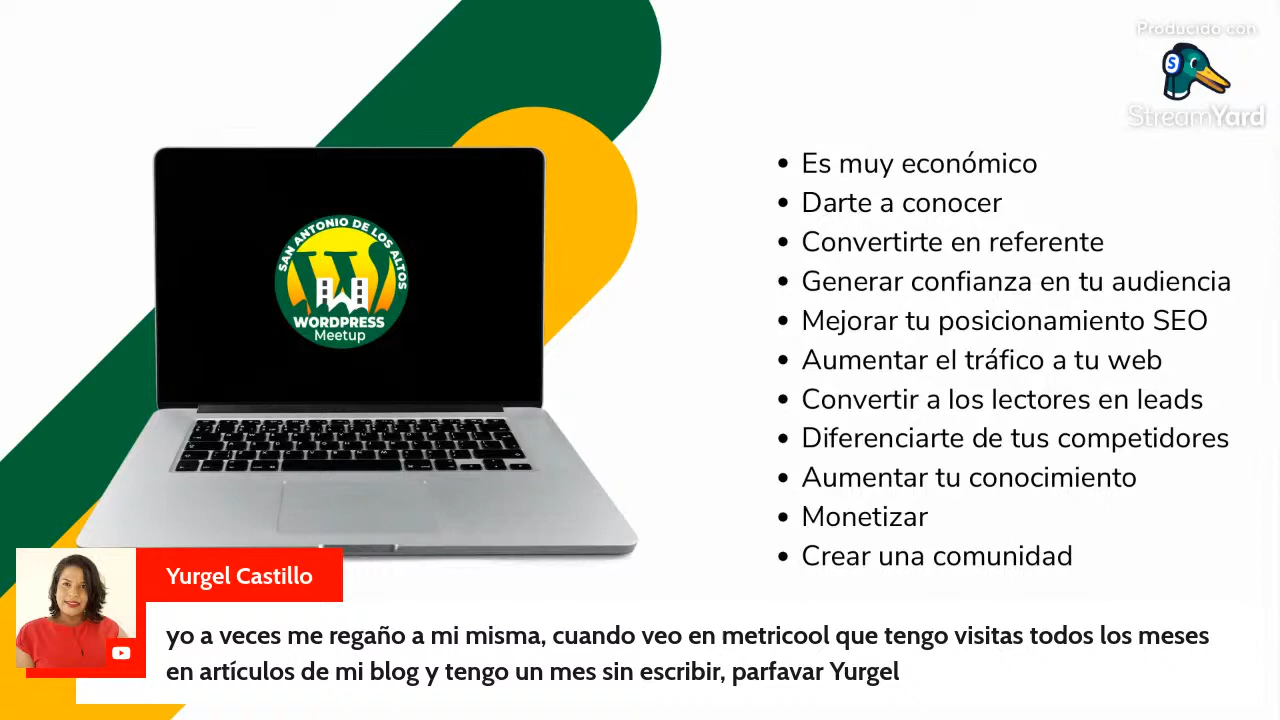 Producido con
S
StreamYard
SAN ANTONIO DE LOS ALTOS
W
WORDPRESS
Meetup
• Es muy económico
• Darte a conocer
• Convertirte en referente
• Generar confianza en tu audiencia
• Mejorar tu posicionamiento SEO
• Aumentar el tráfico a tu web
• Convertir a los lectores en leads
• Diferenciarte de tus competidores
• Aumentar tu conocimiento
• Monetizar
• Crear una comunidad
Yurgel Castillo
yo a veces me regaño a mi misma, cuando veo en metricool que tengo visitas todos los meses
en artículos de mi blog y tengo un mes sin escribir, parfavar Yurgel